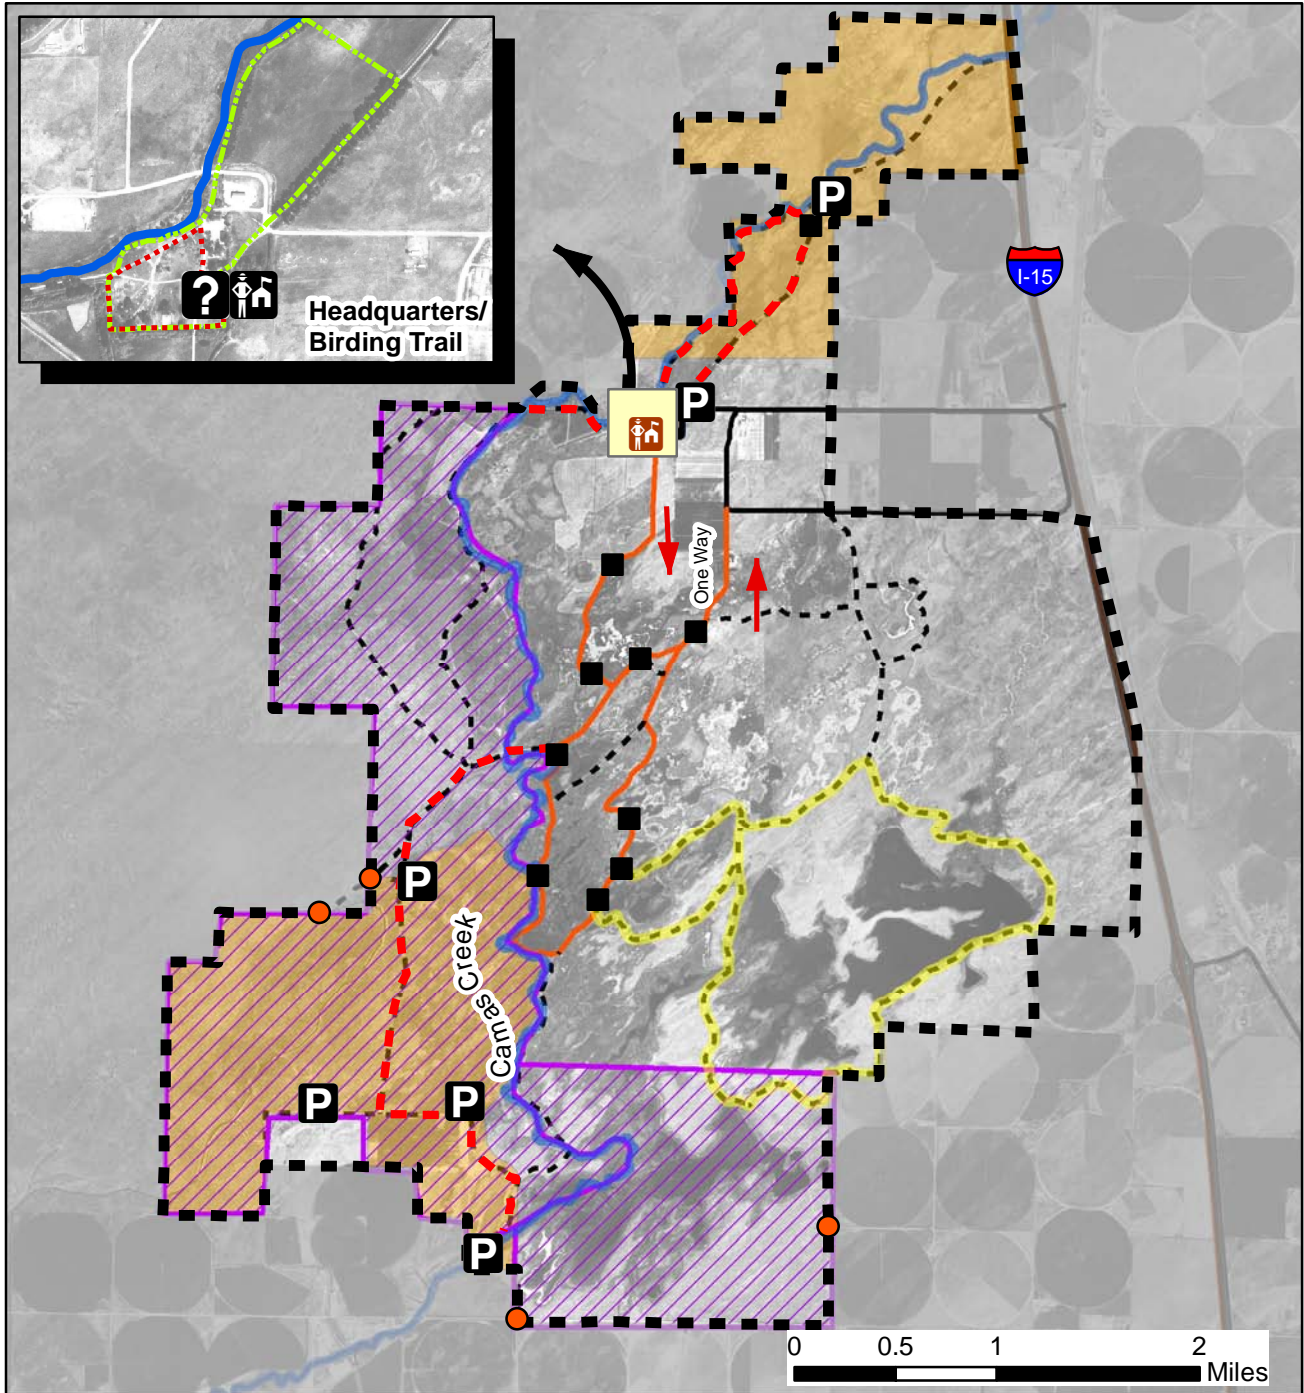 ?
Headquarters/
Birding Trail
P
I-15
P
One Way
P
Camas Creek
P
P
P
0 0.5 1 2
Miles